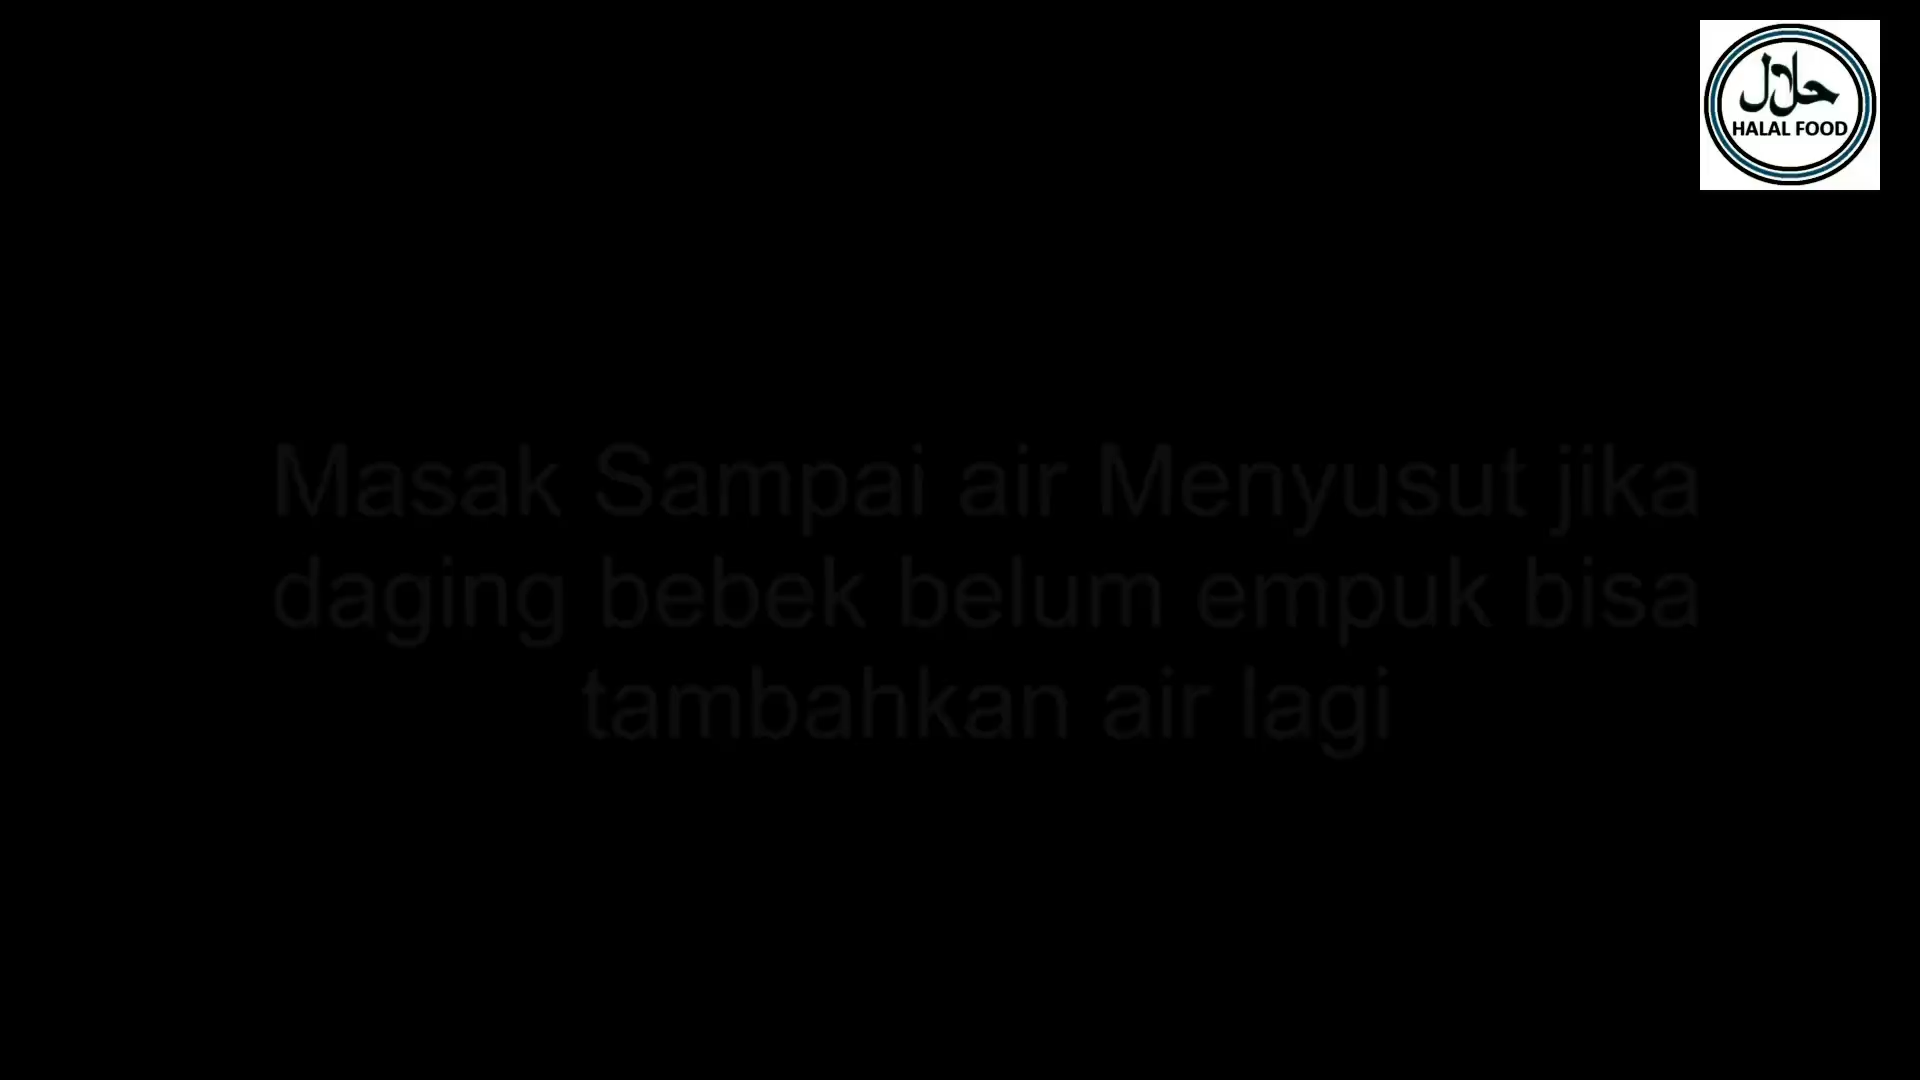 حلال
HALAL FOOD
Masak Sampai air Menyusut jika
daging bebek belum empuk bisa
tambahkan air lagi